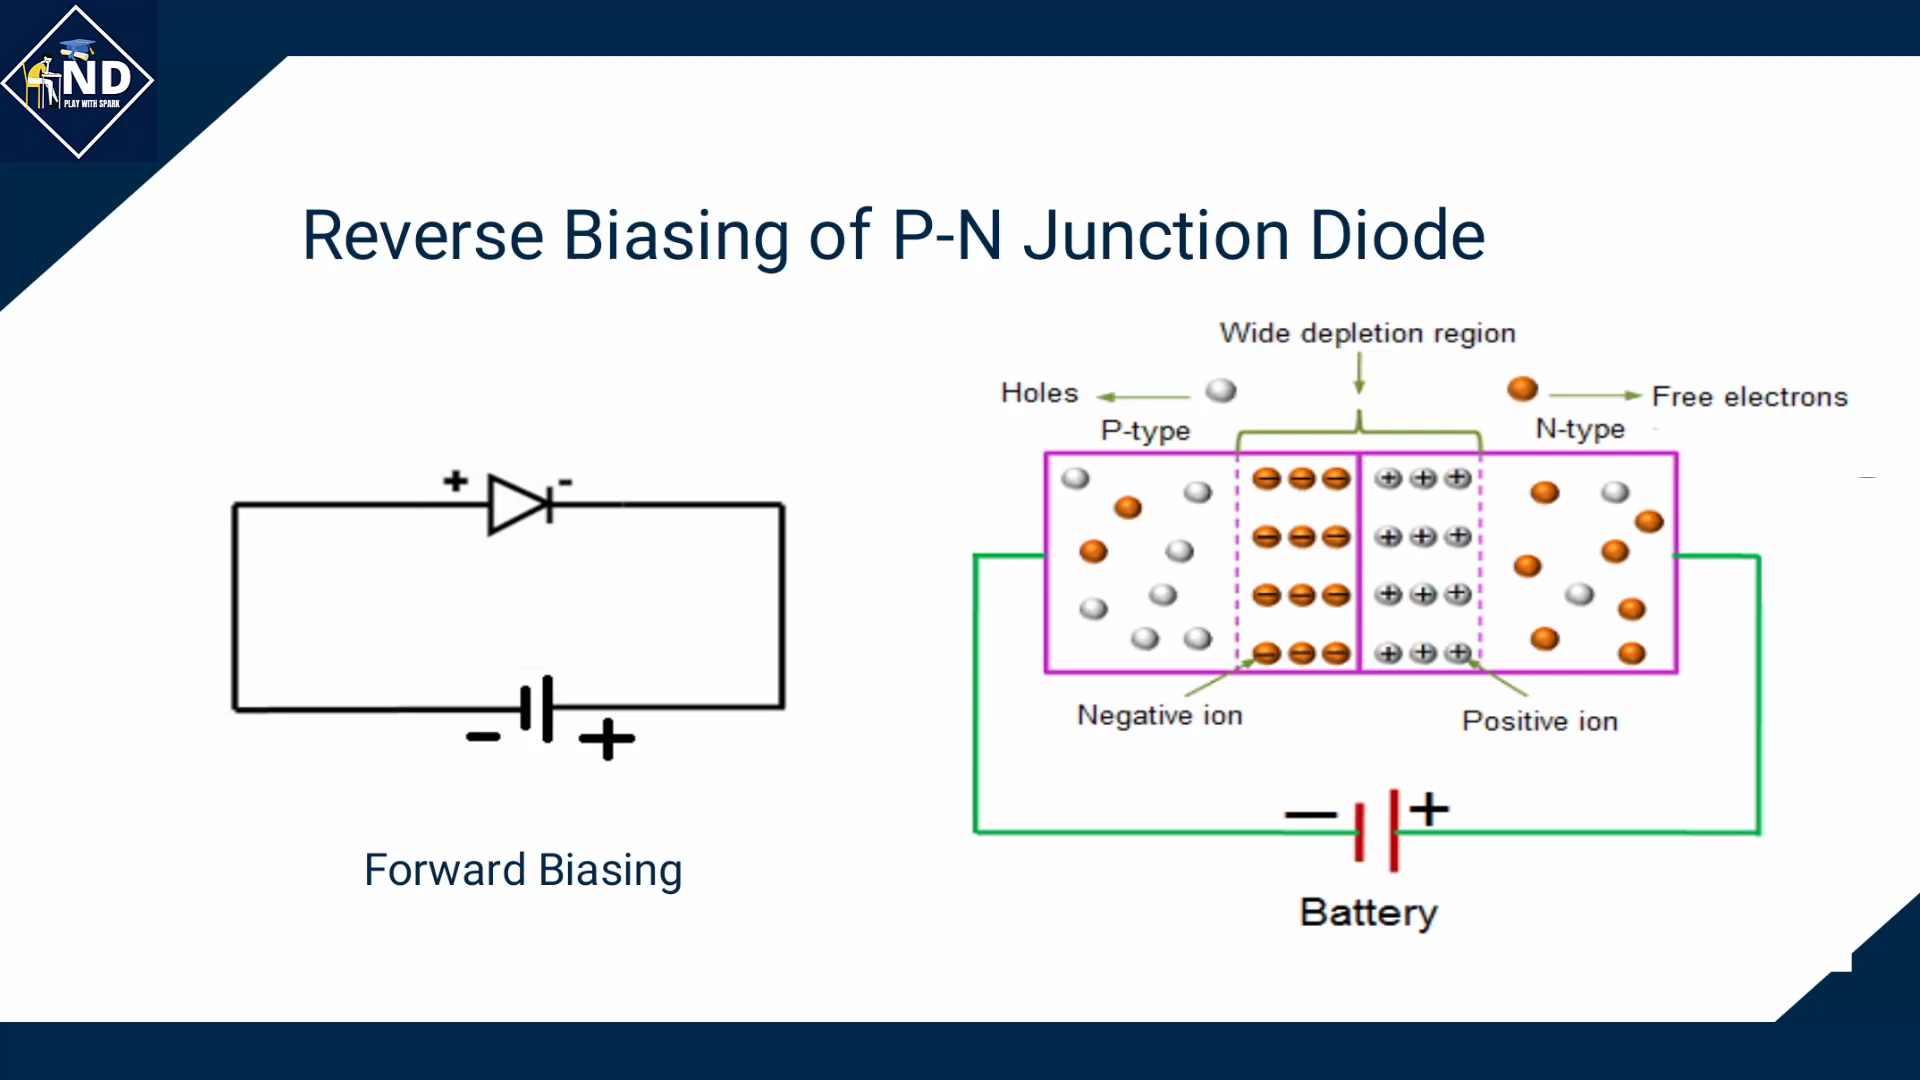 ND
PLAY WITH SPARK
Reverse Biasing of P-N Junction Diode
Wide depletion region
Holes
Free electrons
P-type
N-type
+ -
Negative ion
Positive ion
- +
Forward Biasing
— +
Battery